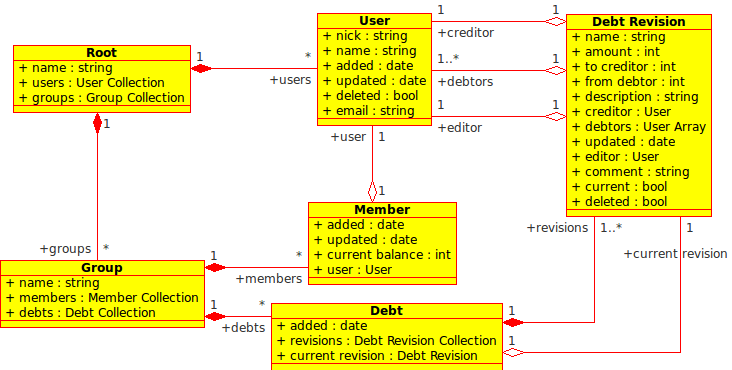 Root
+ name : string
+ users : User Collection
+ groups : Group Collection
1
*
+users
1
+groups
*
User
+ nick : string
+ name : string
+ added : date
+ updated : date
+ deleted : bool
+ email : string
1
1
+creditor
1..*
1
+debtors
1
1
+editor
+user
1
1
Debt Revision
+ name : string
+ amount : int
+ to creditor : int
+ from debtor : int
+ description : string
+ creditor : User
+ debtors : User Array
+ updated : date
+ editor : User
+ comment : string
+ current : bool
+ deleted : bool
+revisions
1..*
1
+current revision
Member
+ added : date
+ updated : date
+ current balance : int
+ user : User
Group
+ name : string
+ members : Member Collection
+ debts : Debt Collection
1
*
+members
1
*
+debts
Debt
+ added : date
+ revisions : Debt Revision Collection
+ current revision : Debt Revision
1
1